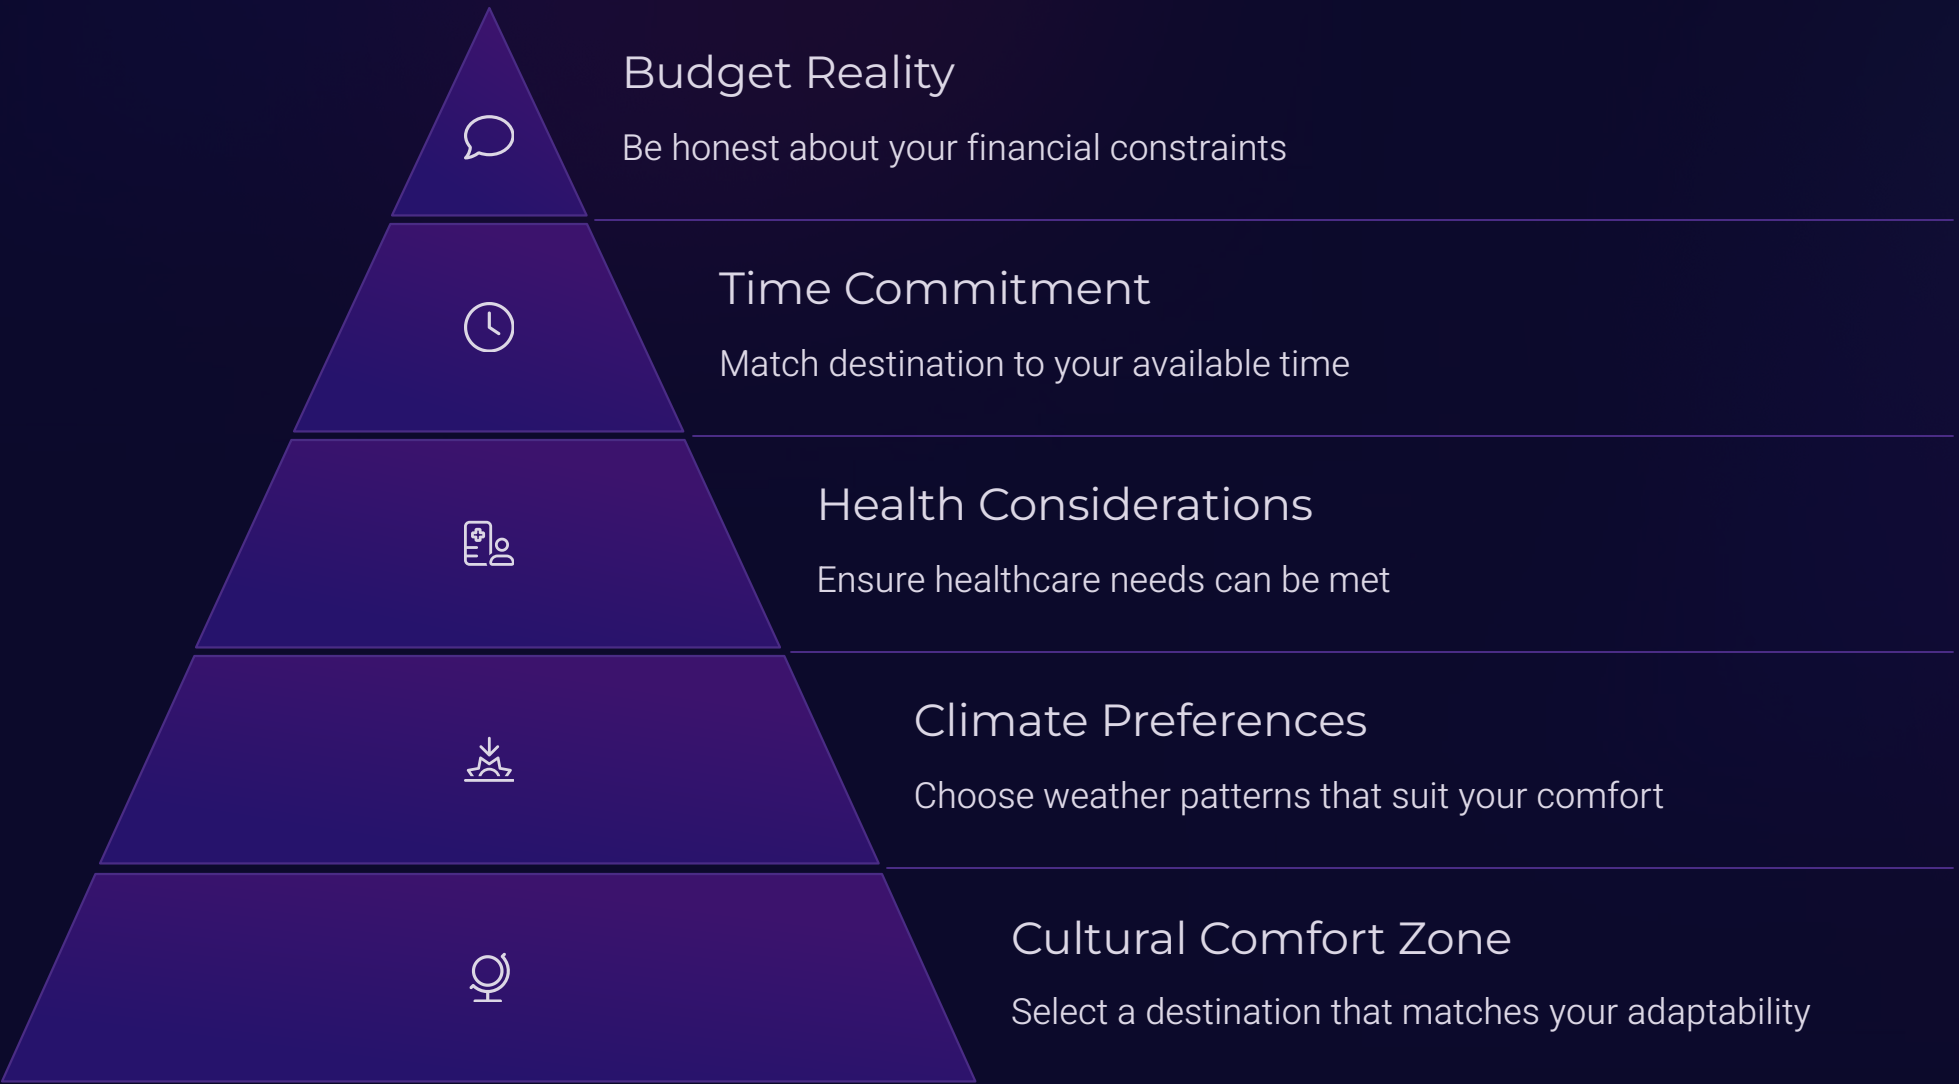 Budget Reality
Be honest about your financial constraints
Time Commitment
Match destination to your available time
Health Considerations
Ensure healthcare needs can be met
Climate Preferences
Choose weather patterns that suit your comfort
Cultural Comfort Zone
Select a destination that matches your adaptability